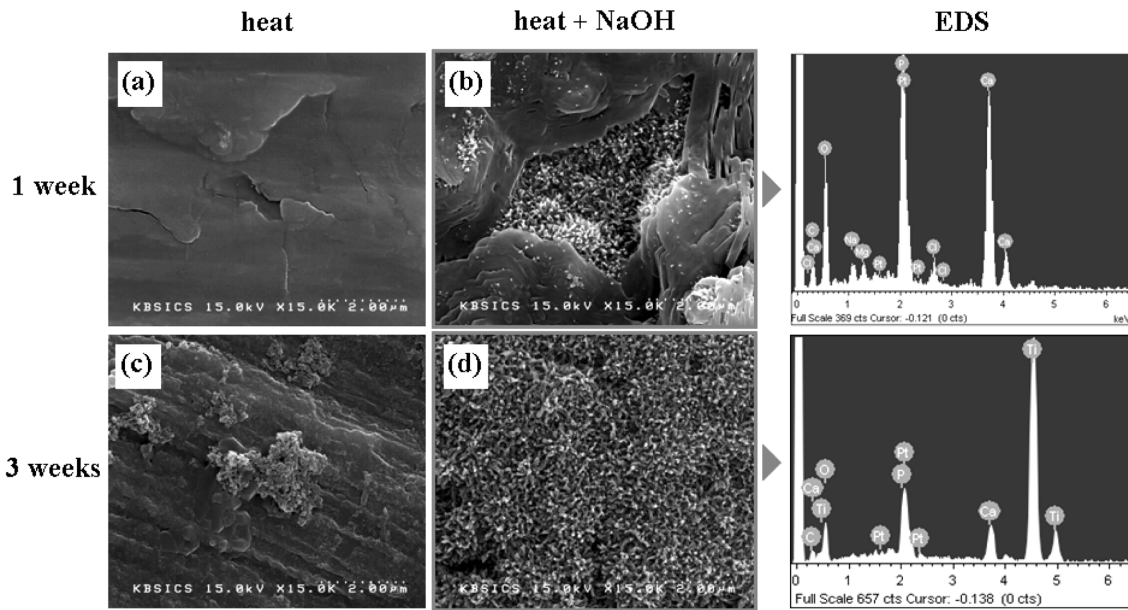 heat
heat + NaOH
EDS
1 week
3 weeks
(a)
KBSICS 15.0kV X15.0K 2.00µm
(b)
KBSICS 15.0kV X15.0K 2.00µm
P
Pt
Ca
O
C
Ca
Na
Mg
Pt
Pt
Cl
Cl
Ca
0 1 2 3 4 5 6
Full Scale 369 cts Cursor: -0.121 (0 cts)
keV
(c)
KBSICS 15.0kV X15.0K 2.00µm
(d)
KBSICS 15.0kV X15.0K 2.00µm
Ti
Pt
P
O
Ca
Ti
C
Pt
Pt
Ca
Ti
0 1 2 3 4 5 6
Full Scale 657 cts Cursor: -0.138 (0 cts)